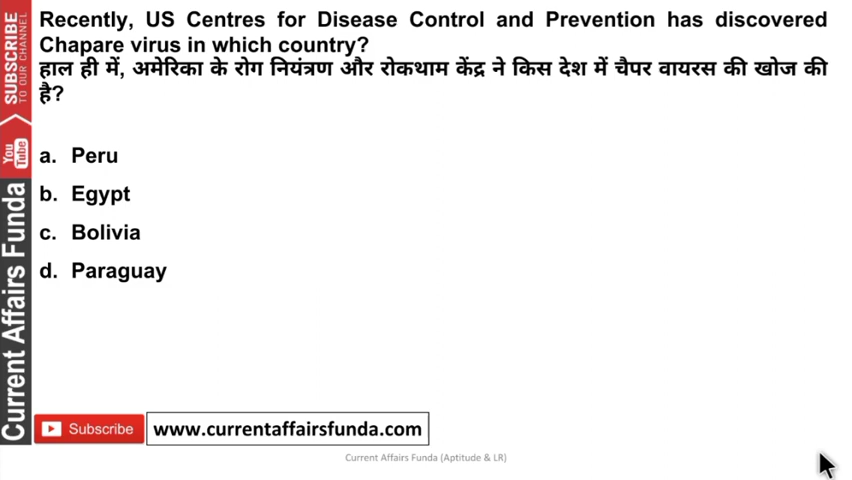 Recently, US Centres for Disease Control and Prevention has discovered
Chapare virus in which country?
हाल ही में, अमेरिका के रोग नियंत्रण और रोकथाम केंद्र ने किस देश में चैपर वायरस की खोज की
है?
a. Peru
b. Egypt
c. Bolivia
d. Paraguay
SUBSCRIBE
TO OUR CHANNEL
You Tube
Current Affairs Funda
Subscribe
www.currentaffairsfunda.com
Current Affairs Funda (Aptitude & LR)